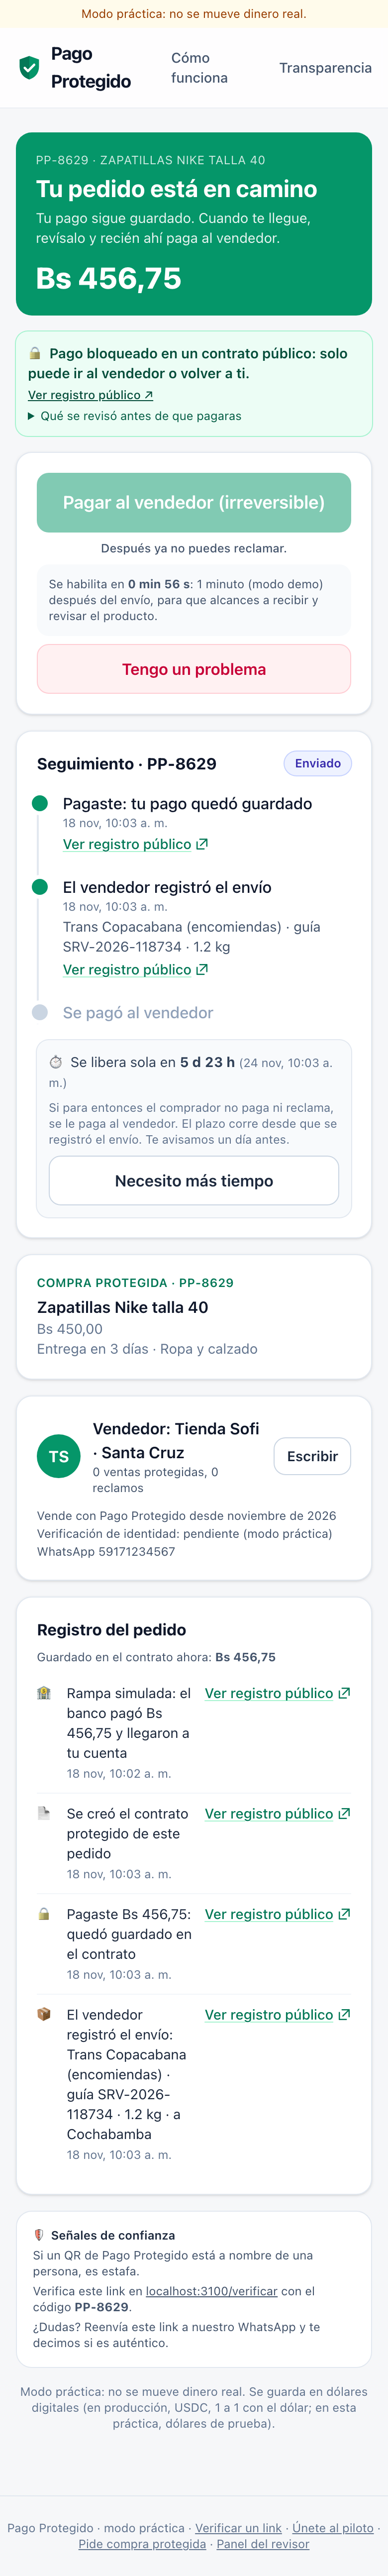 Modo práctica: no se mueve dinero real.
Pago
Protegido
Cómo
funciona
Transparencia
PP-8629 · ZAPATILLAS NIKE TALLA 40
Tu pedido está en camino
Tu pago sigue guardado. Cuando te llegue,
revísalo y recién ahí paga al vendedor.
Bs 456,75
🔒 Pago bloqueado en un contrato público: solo
puede ir al vendedor o volver a ti.
Ver registro público ↗
▶ Qué se revisó antes de que pagaras
Pagar al vendedor (irreversible)
Después ya no puedes reclamar.
Se habilita en 0 min 56 s: 1 minuto (modo demo)
después del envío, para que alcances a recibir y
revisar el producto.
Tengo un problema
Seguimiento · PP-8629
Enviado
Pagaste: tu pago quedó guardado
18 nov, 10:03 a. m.
Ver registro público
El vendedor registró el envío
18 nov, 10:03 a. m.
Trans Copacabana (encomiendas) · guía
SRV-2026-118734 · 1.2 kg
Ver registro público
Se pagó al vendedor
⏱ Se libera sola en 5 d 23 h (24 nov, 10:03 a.
m.)
Si para entonces el comprador no paga ni reclama,
se le paga al vendedor. El plazo corre desde que se
registró el envío. Te avisamos un día antes.
Necesito más tiempo
COMPRA PROTEGIDA · PP-8629
Zapatillas Nike talla 40
Bs 450,00
Entrega en 3 días · Ropa y calzado
TS
Vendedor: Tienda Sofi
· Santa Cruz
0 ventas protegidas, 0
reclamos
Escribir
Vende con Pago Protegido desde noviembre de 2026
Verificación de identidad: pendiente (modo práctica)
WhatsApp 59171234567
Registro del pedido
Guardado en el contrato ahora: Bs 456,75
Rampa simulada: el
banco pagó Bs
456,75 y llegaron a
tu cuenta
18 nov, 10:02 a. m.
Ver registro público
Se creó el contrato
protegido de este
pedido
18 nov, 10:03 a. m.
Ver registro público
Pagaste Bs 456,75:
quedó guardado en
el contrato
18 nov, 10:03 a. m.
Ver registro público
El vendedor
registró el envío:
Trans Copacabana
(encomiendas) ·
guía SRV-2026-
118734 · 1.2 kg · a
Cochabamba
18 nov, 10:03 a. m.
Ver registro público
Señales de confianza
Si un QR de Pago Protegido está a nombre de una
persona, es estafa.
Verifica este link en localhost:3100/verificar con el
código PP-8629.
¿Dudas? Reenvía este link a nuestro WhatsApp y te
decimos si es auténtico.
Modo práctica: no se mueve dinero real. Se guarda en dólares
digitales (en producción, USDC, 1 a 1 con el dólar; en esta
práctica, dólares de prueba).
Pago Protegido · modo práctica · Verificar un link · Únete al piloto ·
Pide compra protegida · Panel del revisor